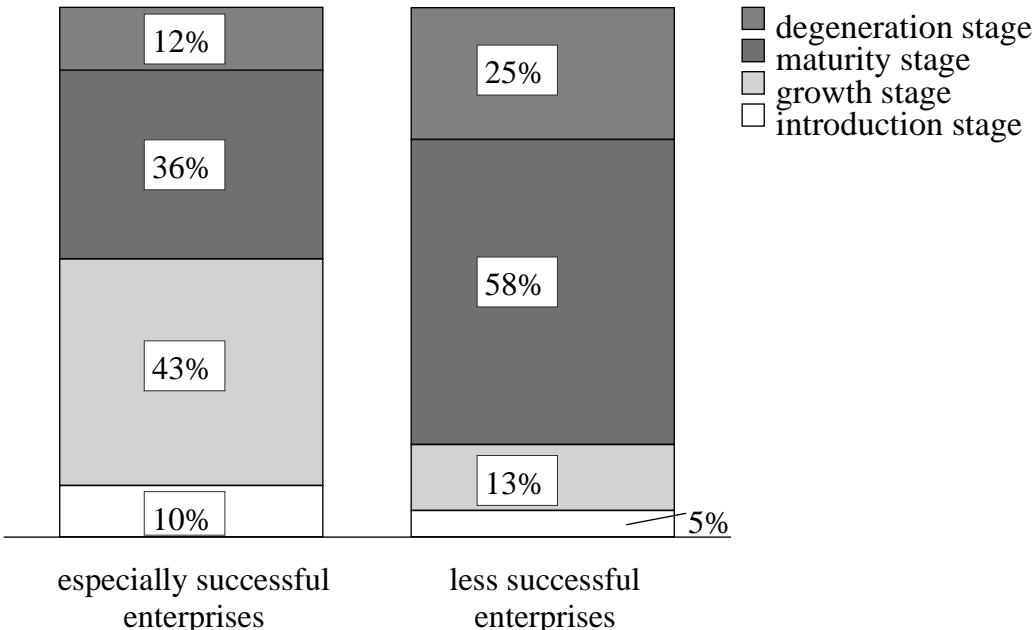 12%
36%
43%
10%
especially successful
enterprises
25%
58%
13%
5%
less successful
enterprises
degeneration stage
maturity stage
growth stage
introduction stage